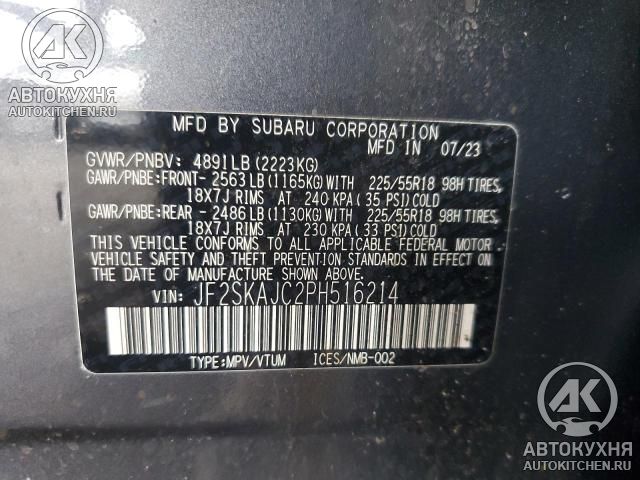 АК
АВТОКУХНЯ
AUTOKITCHEN.RU
MFD BY SUBARU CORPORATION
MFD IN 07/23
GVWR/PNBV: 4891LB (2223KG)
GAWR/PNBE:FRONT- 2563LB (1165KG) WITH 225/55R18 98H TIRES,
18X7J RIMS AT 240 KPA (35 PSI) COLD
GAWR/PNBE:REAR - 2486LB (1130KG) WITH 225/55R18 98H TIRES,
18X7J RIMS AT 230 KPA (33 PSI) COLD
THIS VEHICLE CONFORMS TO ALL APPLICABLE FEDERAL MOTOR
VEHICLE SAFETY AND THEFT PREVENTION STANDARDS IN EFFECT
ON THE DATE OF MANUFACTURE SHOWN ABOVE.
VIN: JF2SKAJC2PH516214
TYPE:MPV/VTUM ICES/NMB-002
АК
АВТОКУХНЯ
AUTOKITCHEN.RU